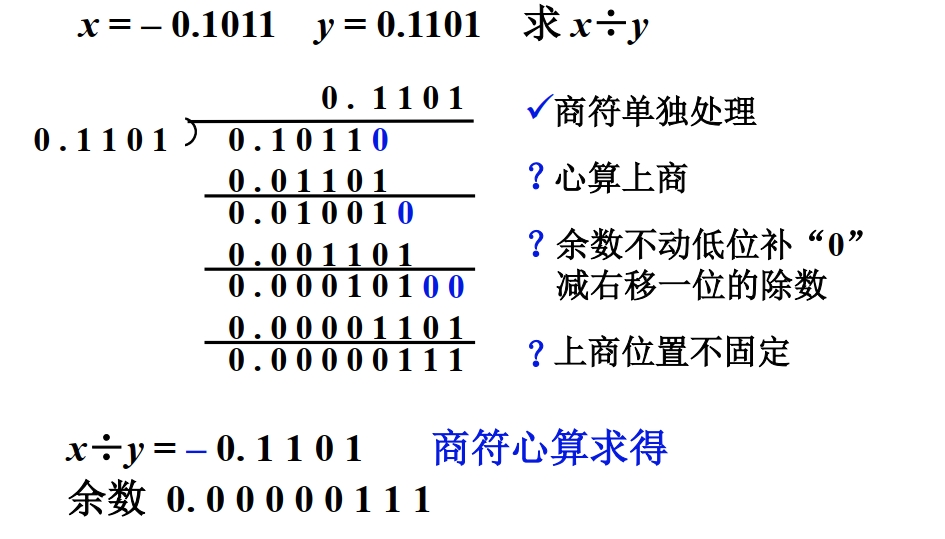 x = – 0.1011 y = 0.1101 求 x÷y
0.1101
0.1101 ) 0.10110
0.01101
0.010010
0.001101
0.00010100
0.00001101
0.00000111
✓商符单独处理
?心算上商
?余数不动低位补“0”
减右移一位的除数
?上商位置不固定
x÷y = – 0.1101 商符心算求得
余数 0.00000111